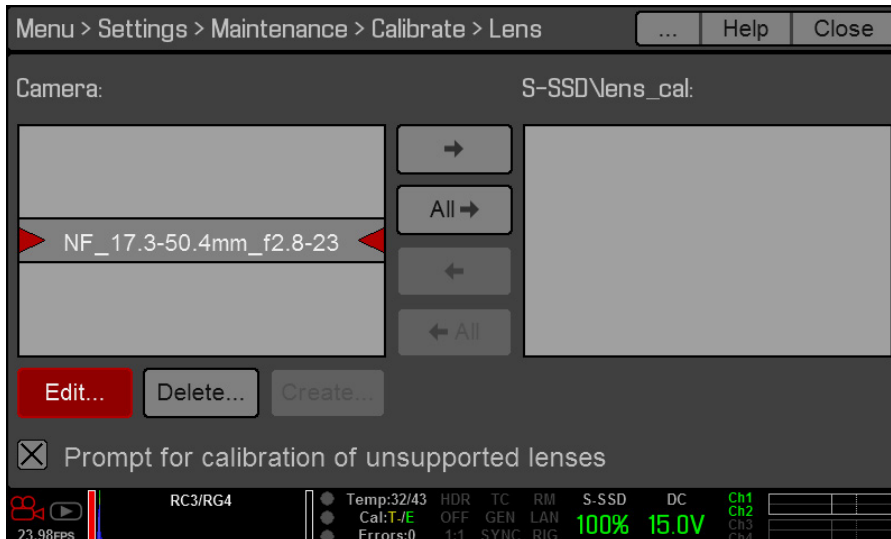 Menu > Settings > Maintenance > Calibrate > Lens ... Help Close
Camera: S-SSD\lens_cal:
All
NF_17.3-50.4mm_f2.8-23
All
Edit... Delete... Create...
Prompt for calibration of unsupported lenses
RC3/RG4 Temp:32/43 HDR TC RM S-SSD DC Ch1
Cal:T-/E OFF GEN LAN 100% 15.0V Ch2
23.98FPS Errors:0 1:1 SYNC RIG Ch3
Ch4